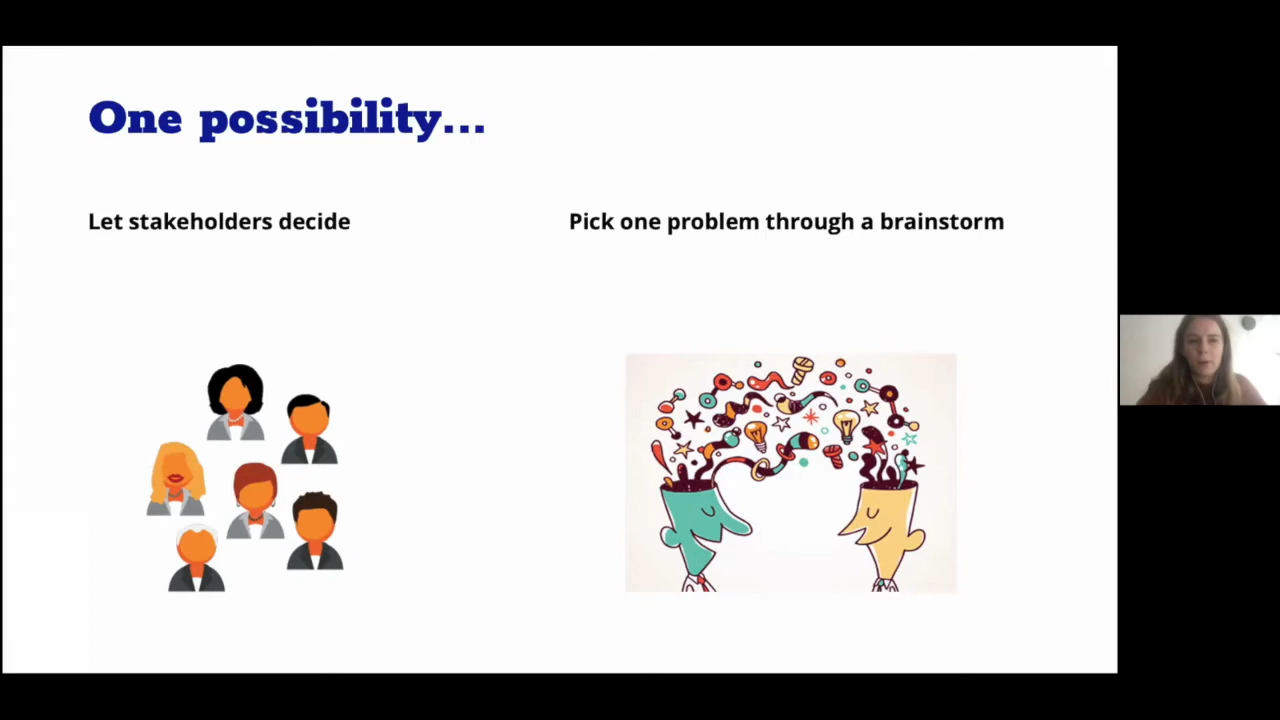 One possibility...
Let stakeholders decide
Pick one problem through a brainstorm